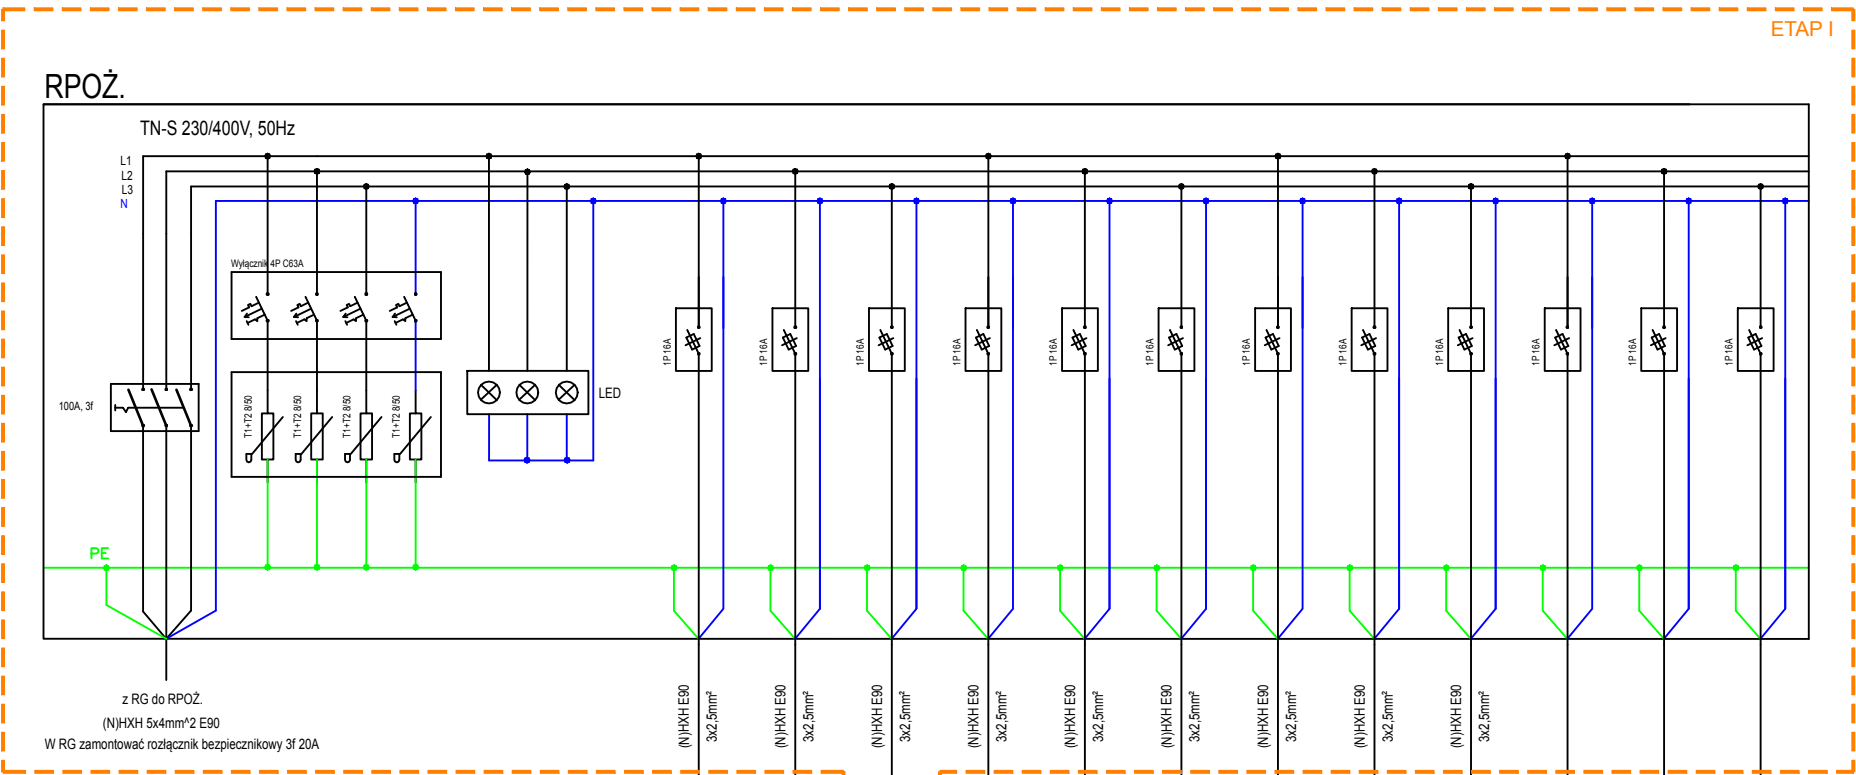 ETAP I
RPOŻ.
TN-S 230/400V, 50Hz
L1
L2
L3
N
Wyłącznik 4P C63A
100A, 3f
T1+T2 8/50
T1+T2 8/50
T1+T2 8/50
T1+T2 8/50
LED
1P 16A
1P 16A
1P 16A
1P 16A
1P 16A
1P 16A
1P 16A
1P 16A
1P 16A
1P 16A
1P 16A
1P 16A
PE
z RG do RPOŻ.
(N)HXH 5x4mm^2 E90
W RG zamontować rozłącznik bezpiecznikowy 3f 20A
(N)HXH E90
3x2,5mm²
(N)HXH E90
3x2,5mm²
(N)HXH E90
3x2,5mm²
(N)HXH E90
3x2,5mm²
(N)HXH E90
3x2,5mm²
(N)HXH E90
3x2,5mm²
(N)HXH E90
3x2,5mm²
(N)HXH E90
3x2,5mm²
(N)HXH E90
3x2,5mm²